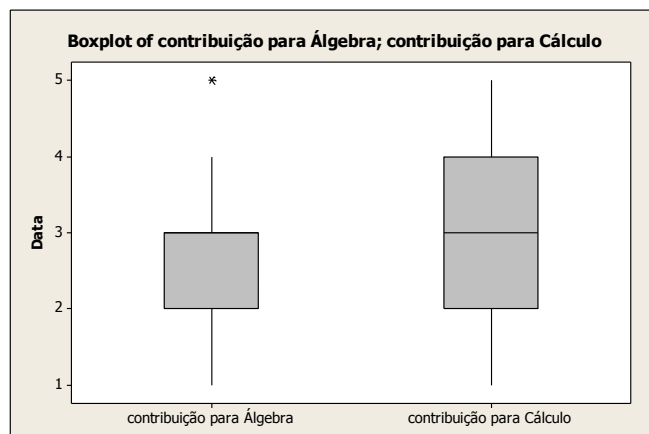 Boxplot of contribuição para Álgebra; contribuição para Cálculo
5
4
3
2
1
Data
contribuição para Álgebra contribuição para Cálculo